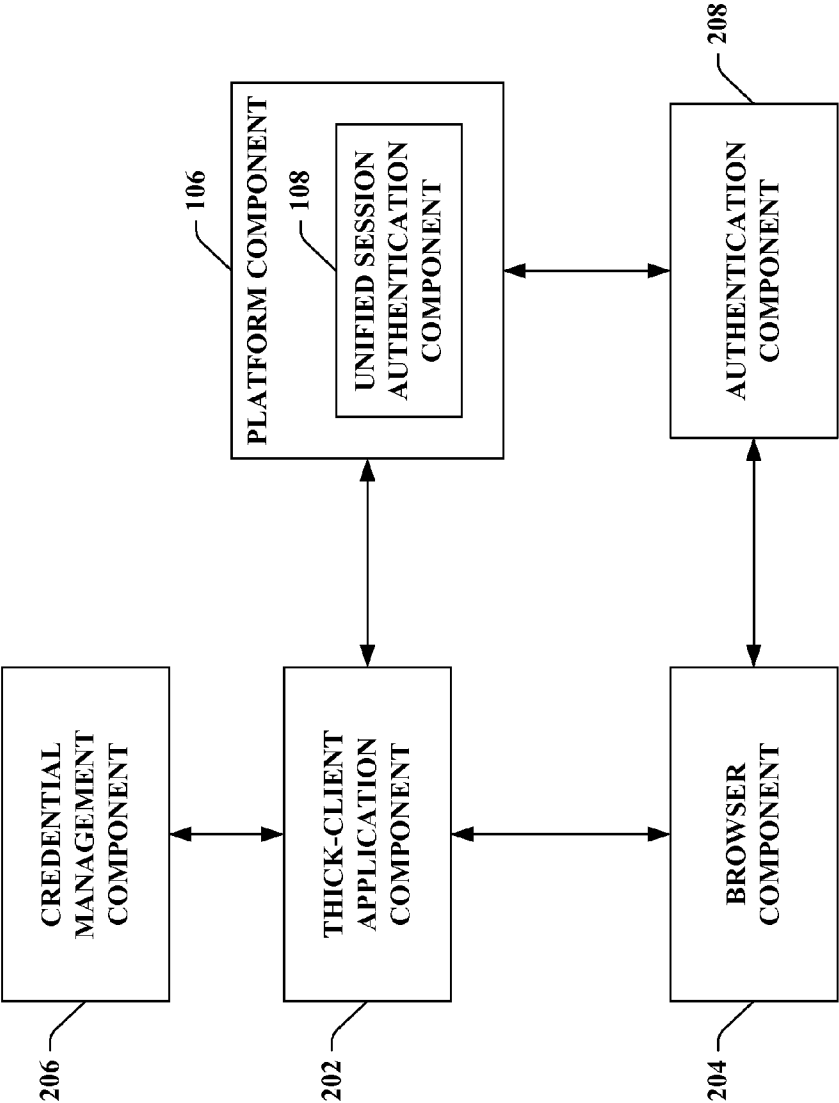 206
CREDENTIAL
MANAGEMENT
COMPONENT
202
THICK-CLIENT
APPLICATION
COMPONENT
204
BROWSER
COMPONENT
106
PLATFORM COMPONENT
108
UNIFIED SESSION
AUTHENTICATION
COMPONENT
208
AUTHENTICATION
COMPONENT